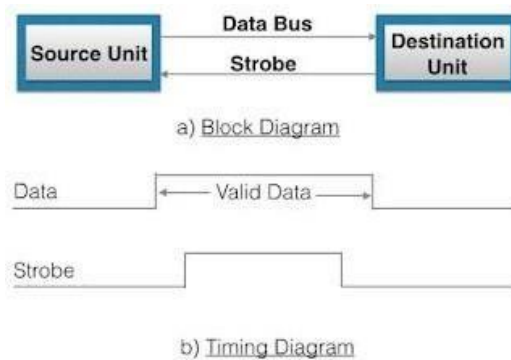 Data Bus
Source Unit
Strobe
Destination
Unit
a) Block Diagram
Data
Valid Data
Strobe
b) Timing Diagram